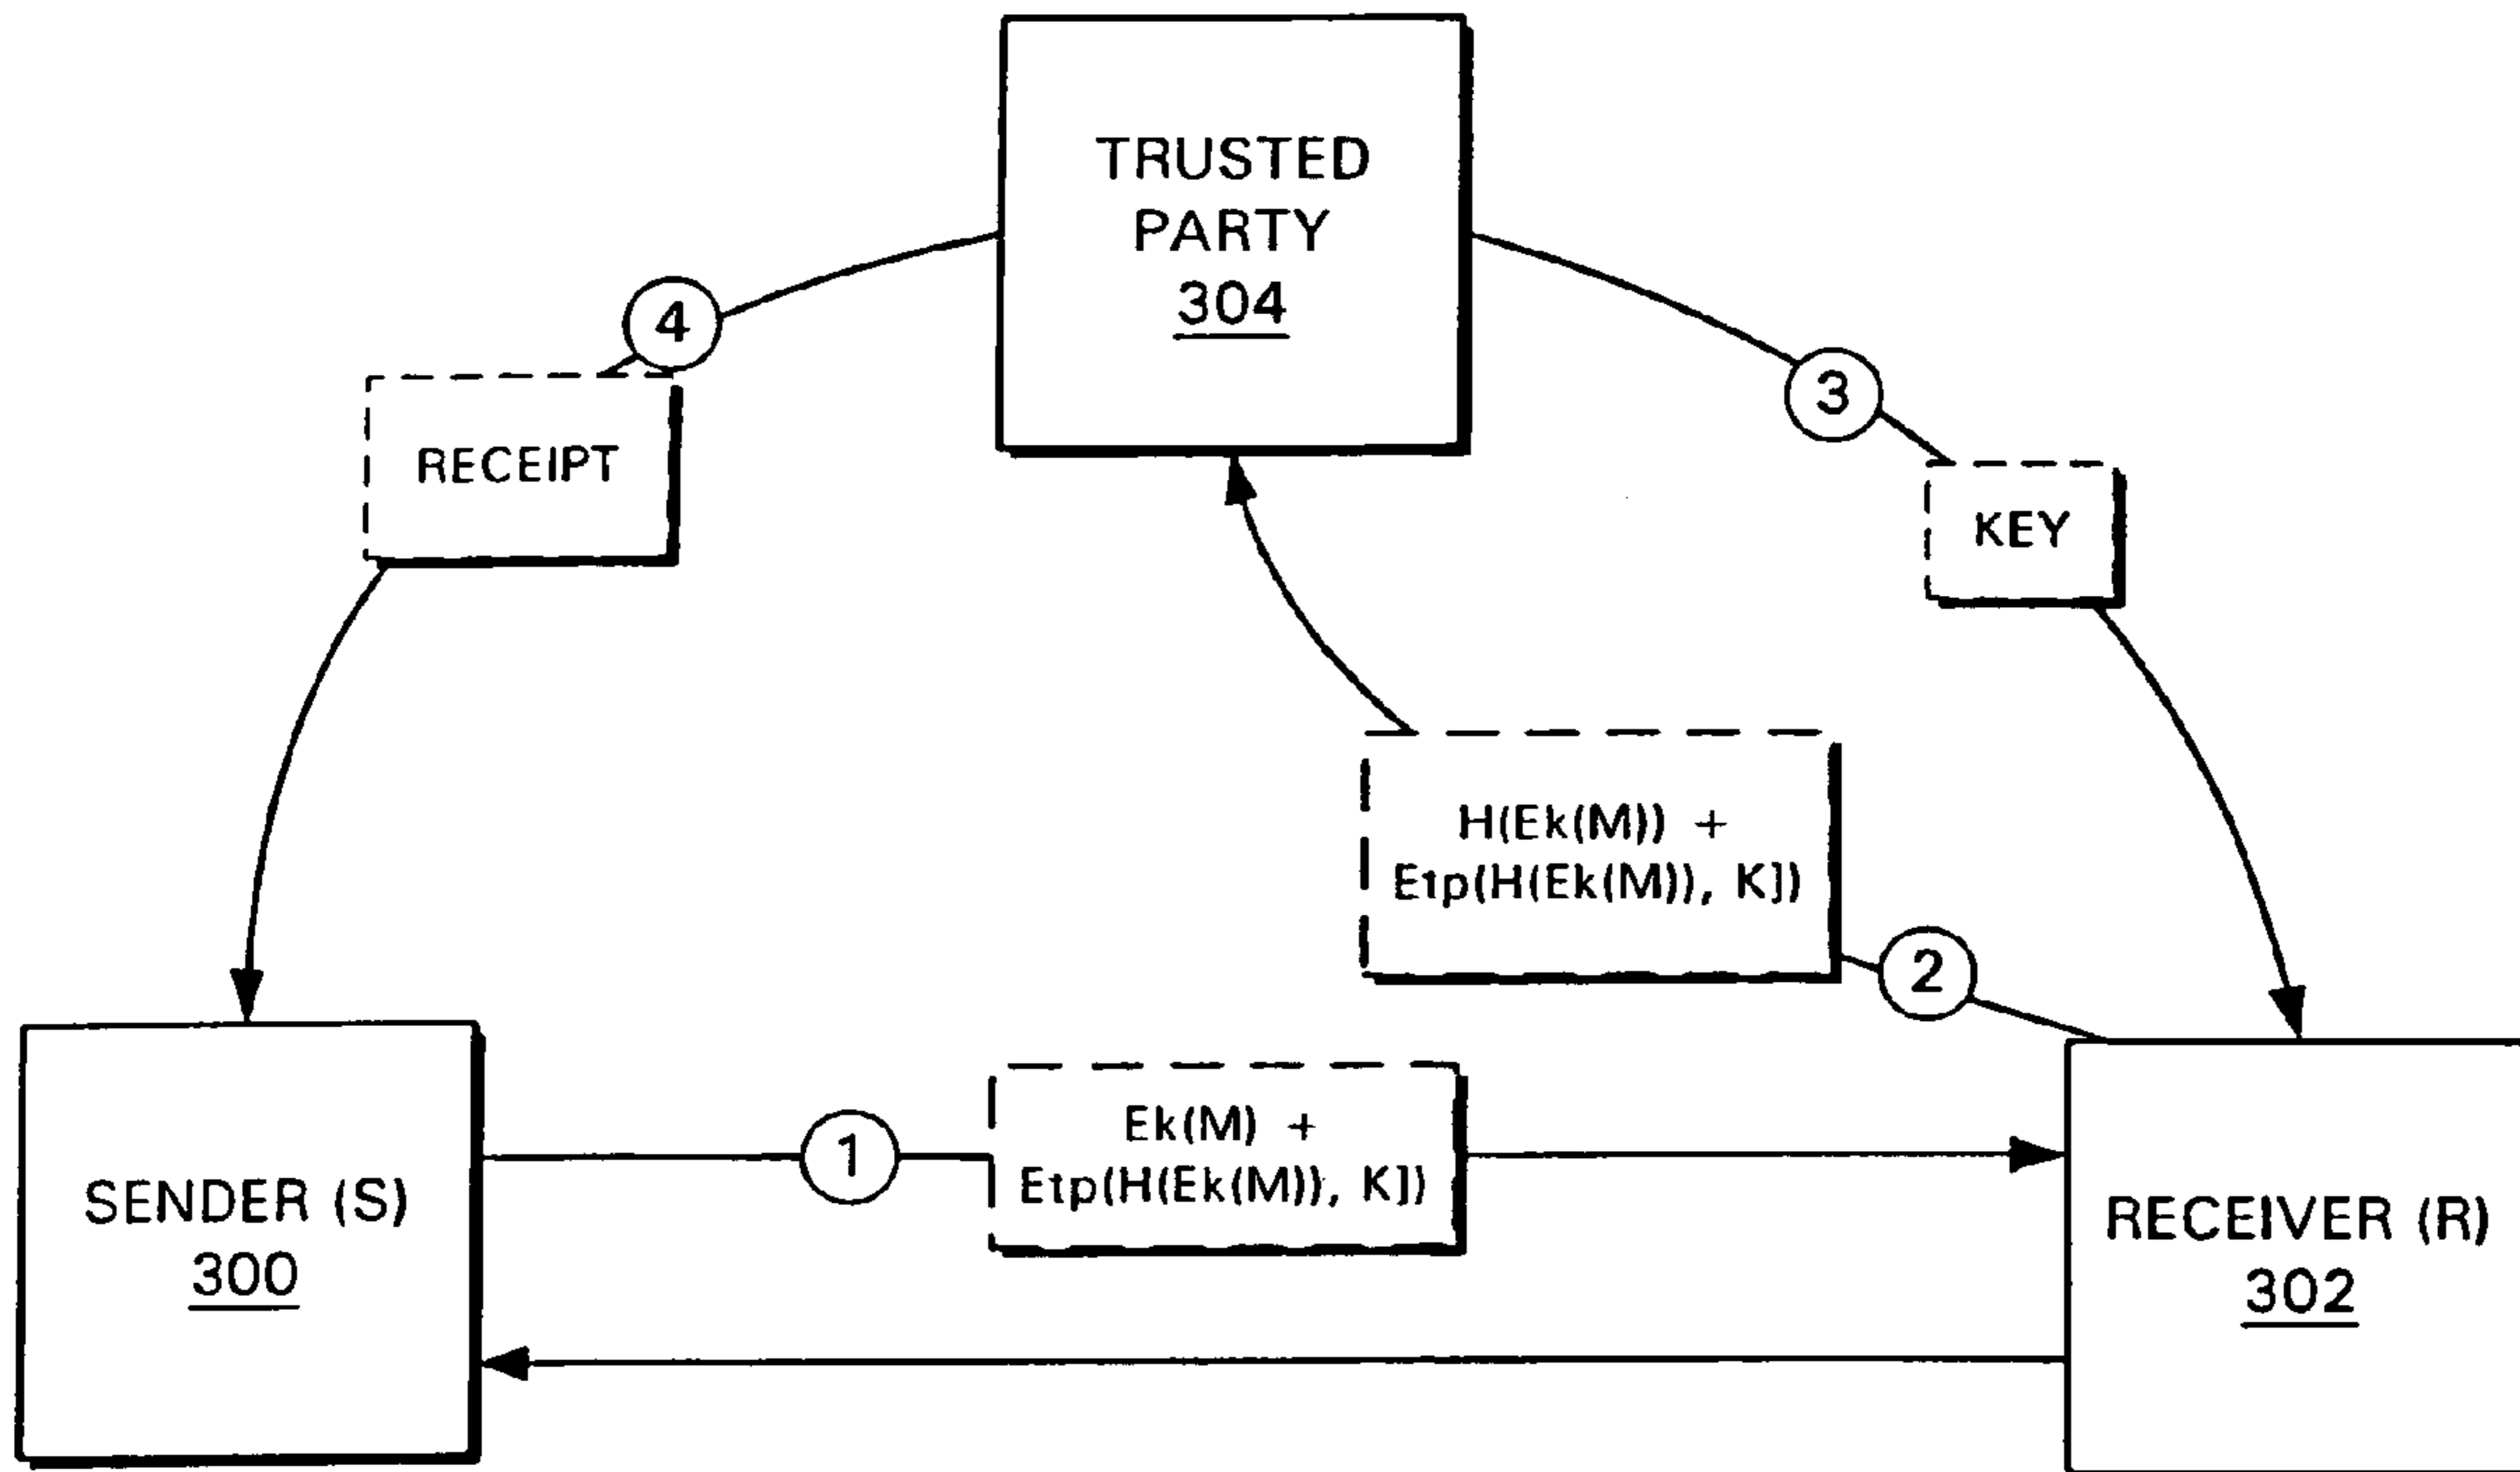 TRUSTED
PARTY
304
4
3
RECEIPT
KEY
H(Ek(M)) +
Etp(H(Ek(M)), K])
2
Ek(M) +
Etp(H(Ek(M)), K])
1
SENDER (S)
300
RECEIVER (R)
302